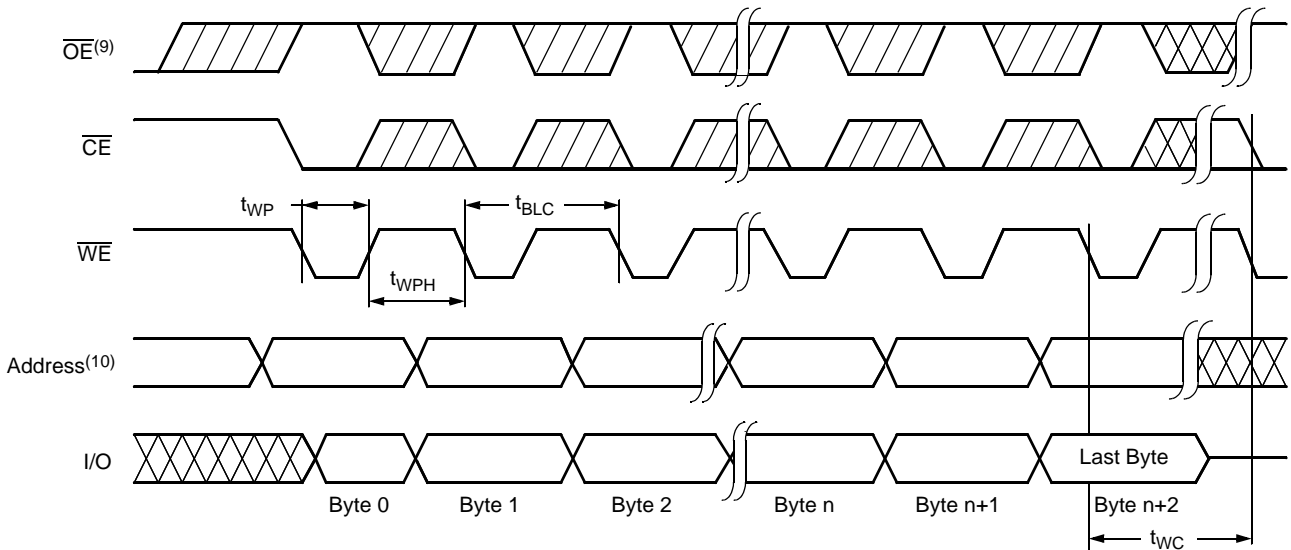 OE(9)
CE
tWP
tBLC
WE
tWPH
Address(10)
I/O
Last Byte
Byte 0
Byte 1
Byte 2
Byte n
Byte n+1
Byte n+2
tWC